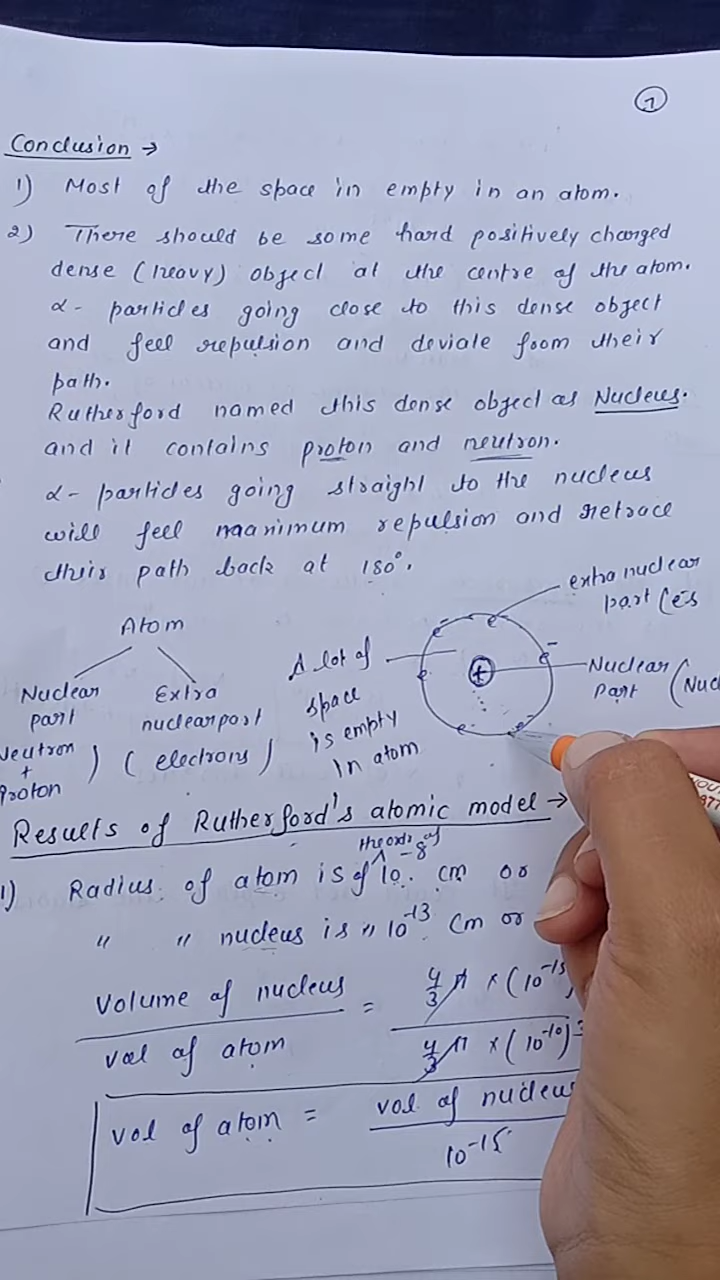 7
Conclusion →
1) Most of the space in empty in an atom.
2) There should be some hard positively charged
dense (heavy) object at the centre of the atom.
α- particles going close to this dense object
and feel repulsion and deviate from their
path.
Rutherford named this dense object as Nucleus.
and it contains proton and neutron.
α- particles going straight to the nucleus
will feel maximum repulsion and retrace
their path back at 180°.
Atom
Nuclear part
Extra nuclear part
Neutron + Proton )
( electrons )
A lot of space is empty in atom
e- e- e- e e- e-
+
extra nuclear part (e-s
Nuclear part (Nuc
Results of Rutherford's atomic model →
1) Radius of atom is of the order of 10-8 cm or
" " nucleus is " 10-13 cm or
Volume of nucleus / vol of atom = 4/3 π × (10-15) / 4/3 π × (10-10)3
vol of atom = vol of nucleus / 10-15